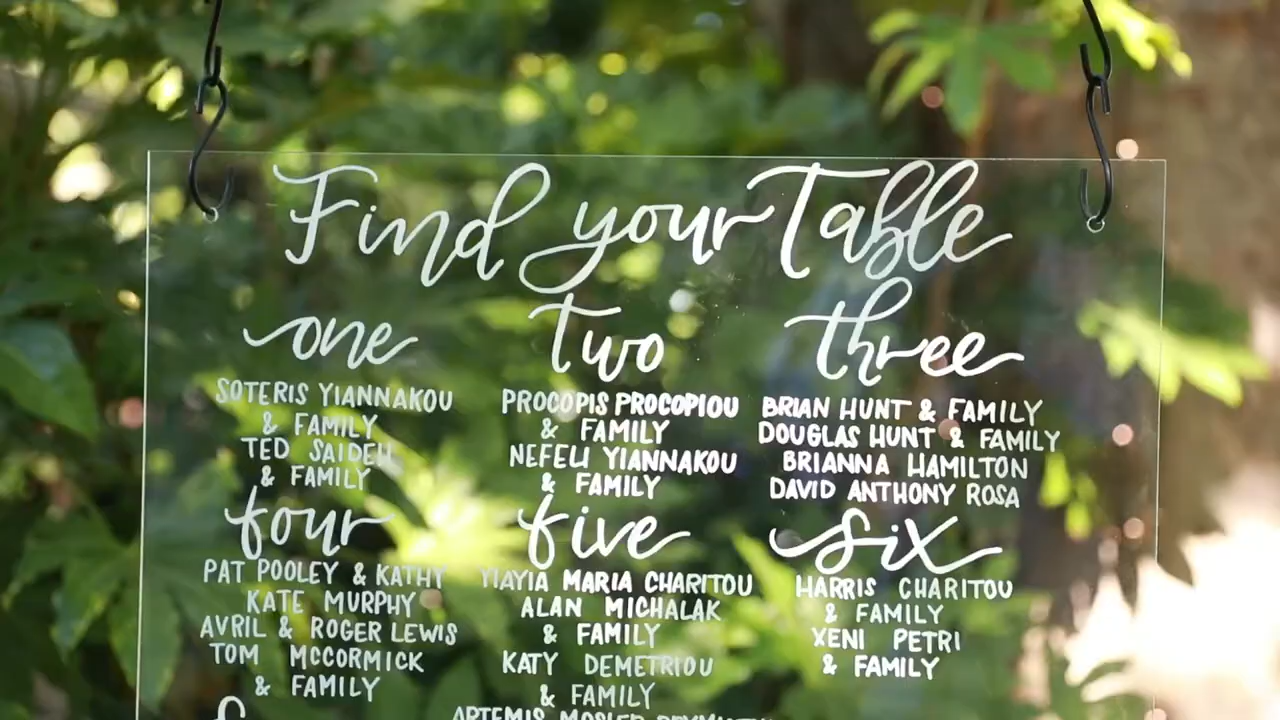 Find your Table
one
SOTERIS YIANNAKOU
& FAMILY
TED SAIDEH
& FAMILY
two
PROCOPIS PROCOPIOU
& FAMILY
NEFELI YIANNAKOU
& FAMILY
three
BRIAN HUNT & FAMILY
DOUGLAS HUNT & FAMILY
BRIANNA HAMILTON
DAVID ANTHONY ROSA
four
PAT POOLEY & KATHY
KATE MURPHY
AVRIL & ROGER LEWIS
TOM MCCORMICK
& FAMILY
five
YIAYIA MARIA CHARITOU
ALAN MICHALAK
& FAMILY
KATY DEMETRIOU
& FAMILY
ARTEMIS
six
HARRIS CHARITOU
& FAMILY
XENI PETRI
& FAMILY